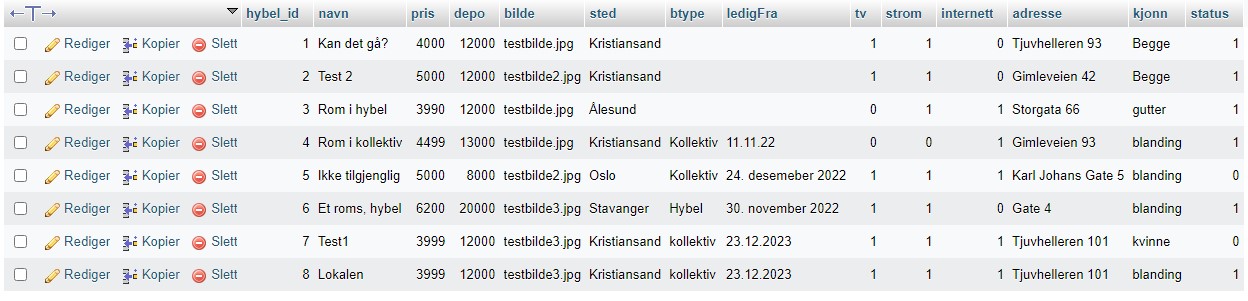 hybel_id navn pris depo bilde sted btype ledigFra tv strom internett adresse kjonn status
Rediger Kopier Slett 1 Kan det gå? 4000 12000 testbilde.jpg Kristiansand 1 1 0 Tjuvhelleren 93 Begge 1
Rediger Kopier Slett 2 Test 2 5000 12000 testbilde2.jpg Kristiansand 1 1 0 Gimleveien 42 Begge 1
Rediger Kopier Slett 3 Rom i hybel 3990 12000 testbilde3.jpg Ålesund 0 1 1 Storgata 66 gutter 1
Rediger Kopier Slett 4 Rom i kollektiv 4499 13000 testbilde.jpg Kristiansand Kollektiv 11.11.22 0 0 1 Gimleveien 93 blanding 1
Rediger Kopier Slett 5 Ikke tilgjenglig 5000 8000 testbilde2.jpg Oslo Kollektiv 24. desemeber 2022 1 1 1 Karl Johans Gate 5 blanding 0
Rediger Kopier Slett 6 Et roms, hybel 6200 20000 testbilde3.jpg Stavanger Hybel 30. november 2022 1 1 0 Gate 4 blanding 1
Rediger Kopier Slett 7 Test1 3999 12000 testbilde3.jpg Kristiansand kollektiv 23.12.2023 1 1 1 Tjuvhelleren 101 kvinne 0
Rediger Kopier Slett 8 Lokalen 3999 12000 testbilde3.jpg Kristiansand kollektiv 23.12.2023 1 1 1 Tjuvhelleren 101 blanding 1